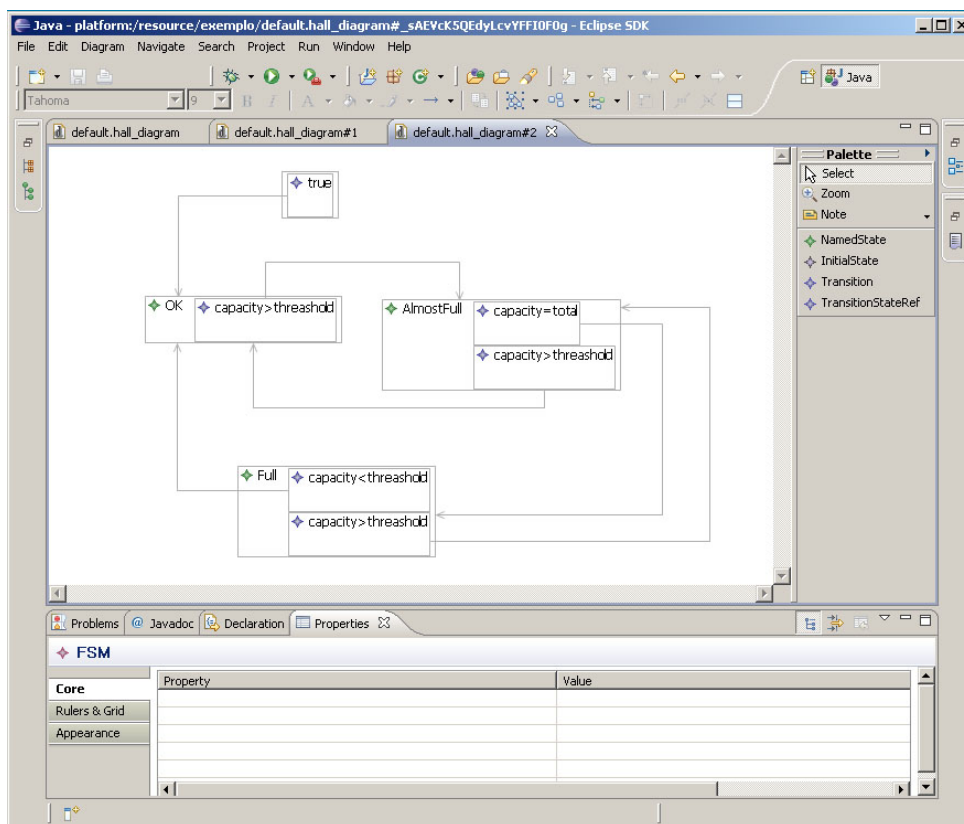 Java - platform:/resource/exemplo/default.hall_diagram#_sAEVcK5QEdyLcvYFFI0F0g - Eclipse SDK
File Edit Diagram Navigate Search Project Run Window Help
Java
Tahoma 9 B I A
default.hall_diagram default.hall_diagram#1 default.hall_diagram#2
Palette
Select
Zoom
Note
NamedState
InitialState
Transition
TransitionStateRef
true
OK capacity>threashold
AlmostFull capacity=total
capacity>threashold
Full capacity<threashold
capacity>threashold
Problems @ Javadoc Declaration Properties
FSM
Core
Rulers & Grid
Appearance
Property Value